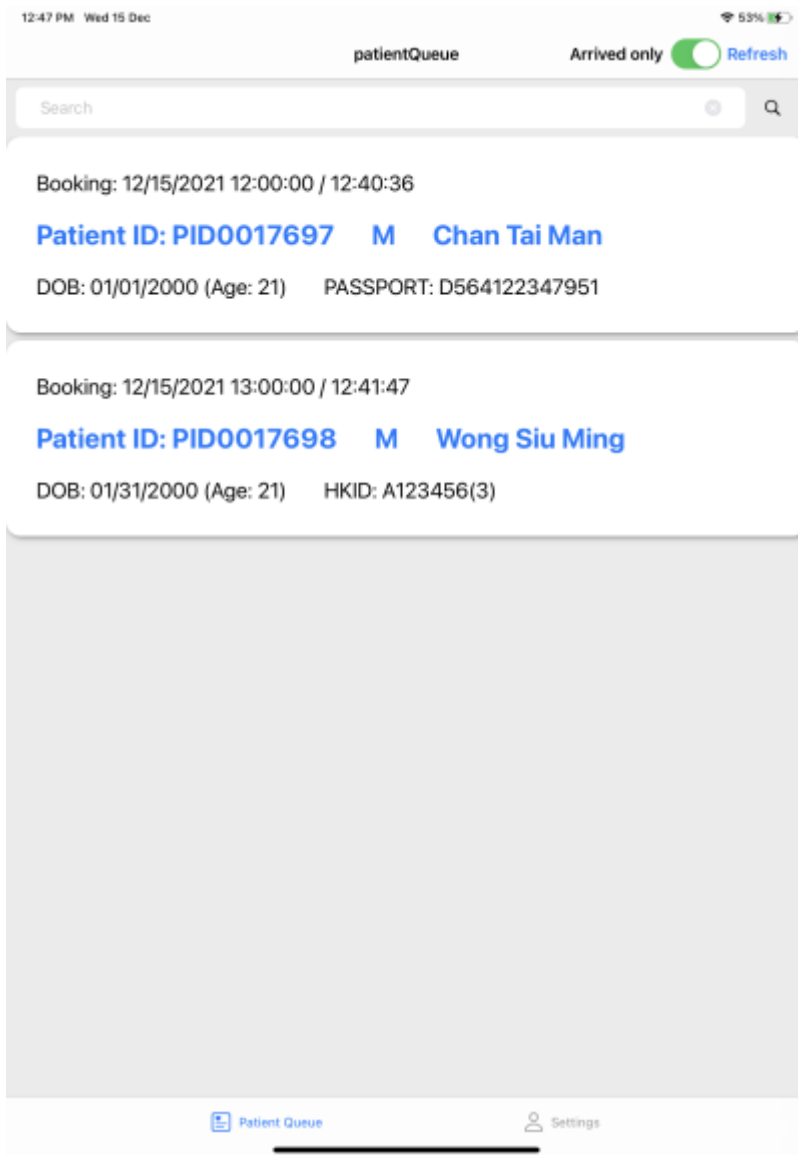 12:47 PM Wed 15 Dec 53%
patientQueue Arrived only Refresh
Search
Booking: 12/15/2021 12:00:00 / 12:40:36
Patient ID: PID0017697 M Chan Tai Man
DOB: 01/01/2000 (Age: 21) PASSPORT: D564122347951
Booking: 12/15/2021 13:00:00 / 12:41:47
Patient ID: PID0017698 M Wong Siu Ming
DOB: 01/31/2000 (Age: 21) HKID: A123456(3)
Patient Queue Settings